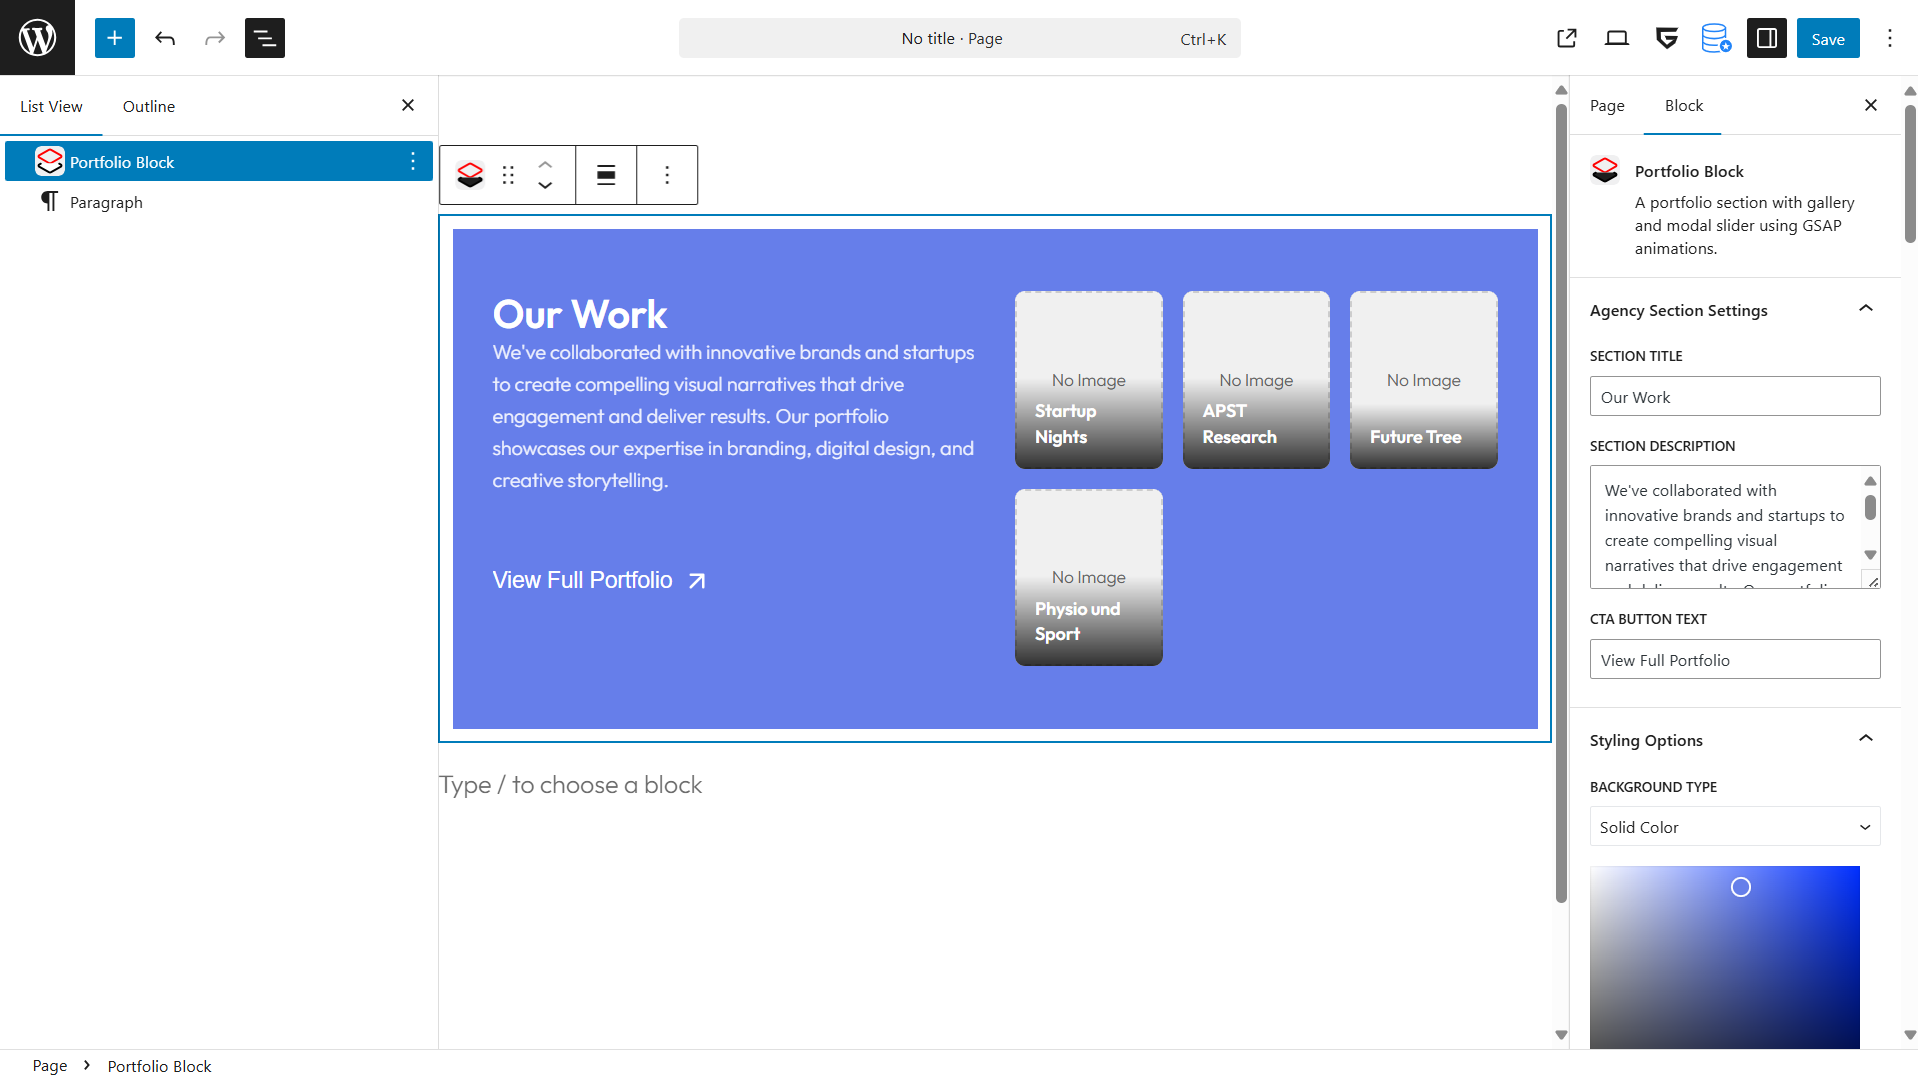 No title · Page
Ctrl+K
Save
List View
Outline
Portfolio Block
Paragraph
Our Work
We've collaborated with innovative brands and startups
to create compelling visual narratives that drive
engagement and deliver results. Our portfolio
showcases our expertise in branding, digital design, and
creative storytelling.
View Full Portfolio
No Image
Startup
Nights
No Image
APST
Research
No Image
Future Tree
No Image
Physio und
Sport
Type / to choose a block
Page
Block
Portfolio Block
A portfolio section with gallery
and modal slider using GSAP
animations.
Agency Section Settings
SECTION TITLE
Our Work
SECTION DESCRIPTION
We've collaborated with
innovative brands and startups to
create compelling visual
narratives that drive engagement
CTA BUTTON TEXT
View Full Portfolio
Styling Options
BACKGROUND TYPE
Solid Color
Page
Portfolio Block